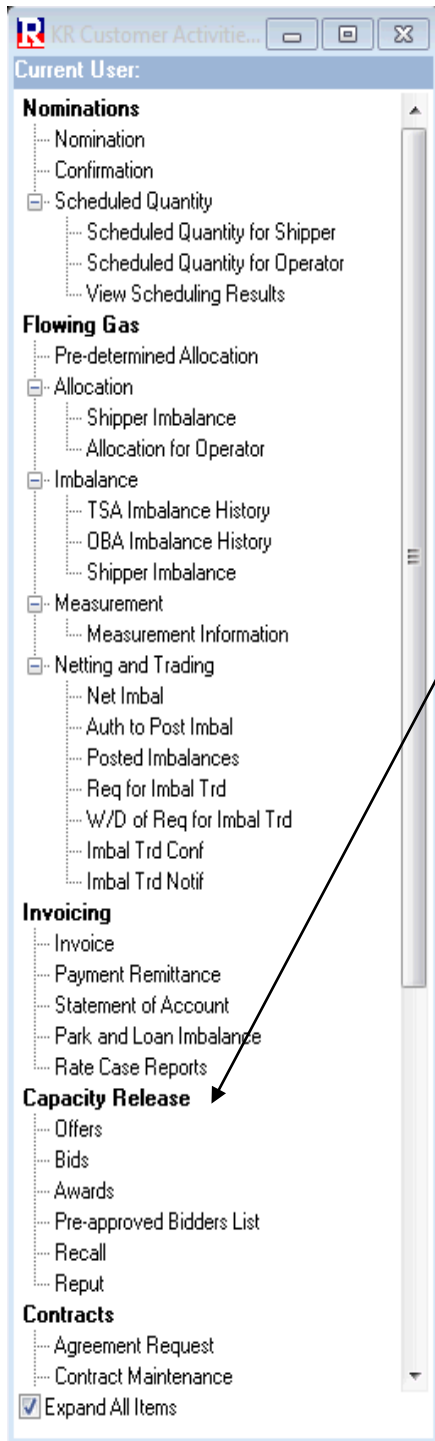 R KR Customer Activitie...
Current User:
Nominations
Nomination
Confirmation
Scheduled Quantity
Scheduled Quantity for Shipper
Scheduled Quantity for Operator
View Scheduling Results
Flowing Gas
Pre-determined Allocation
Allocation
Shipper Imbalance
Allocation for Operator
Imbalance
TSA Imbalance History
OBA Imbalance History
Shipper Imbalance
Measurement
Measurement Information
Netting and Trading
Net Imbal
Auth to Post Imbal
Posted Imbalances
Req for Imbal Trd
W/D of Req for Imbal Trd
Imbal Trd Conf
Imbal Trd Notif
Invoicing
Invoice
Payment Remittance
Statement of Account
Park and Loan Imbalance
Rate Case Reports
Capacity Release
Offers
Bids
Awards
Pre-approved Bidders List
Recall
Reput
Contracts
Agreement Request
Contract Maintenance
Expand All Items